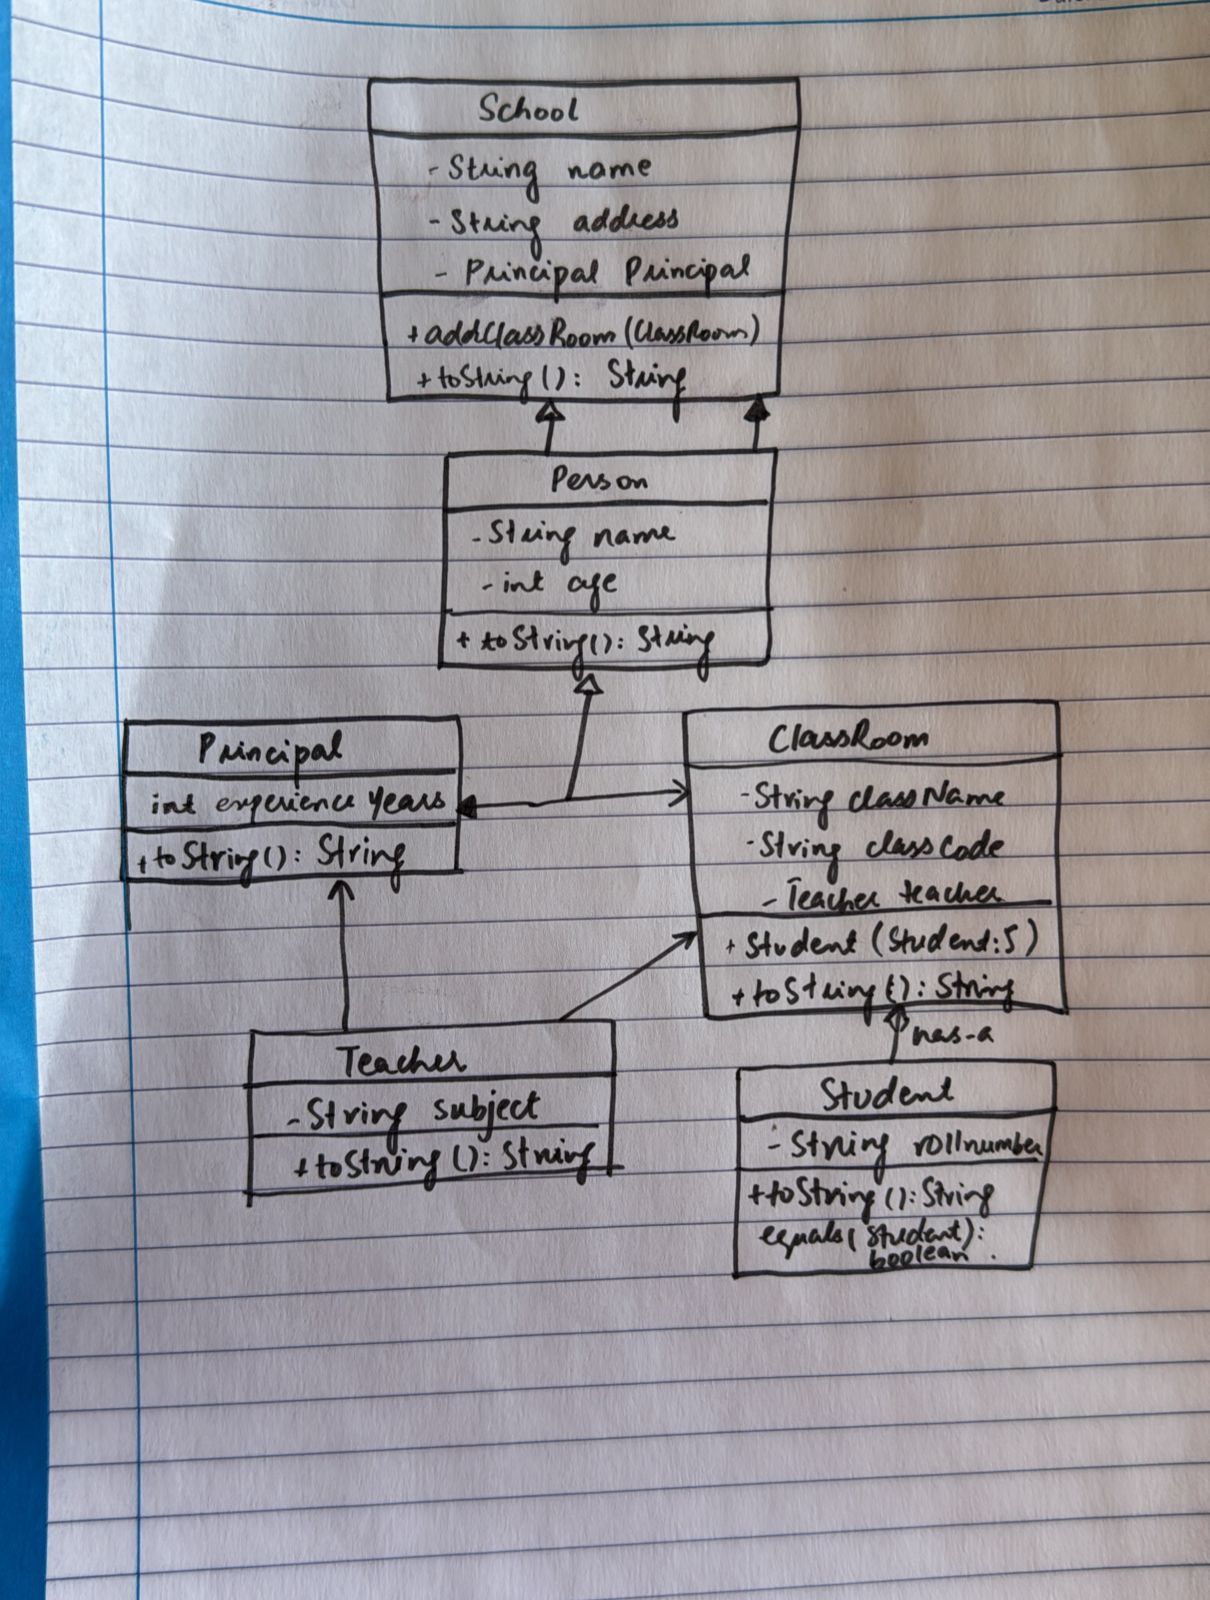 School
- String name
- String address
- Principal Principal
+ addClassRoom (ClassRoom)
+ toString (): String
Person
- String name
- int age
+ toString(): String
Principal
int experience years
+ toString(): String
ClassRoom
- String className
- String classCode
- Teacher teacher
+ Student (Student:S)
+ toString (): String
has-a
Teacher
- String subject
+ toString (): String
Student
- String rollnumber
+ toString (): String
equals( Student):
boolean .